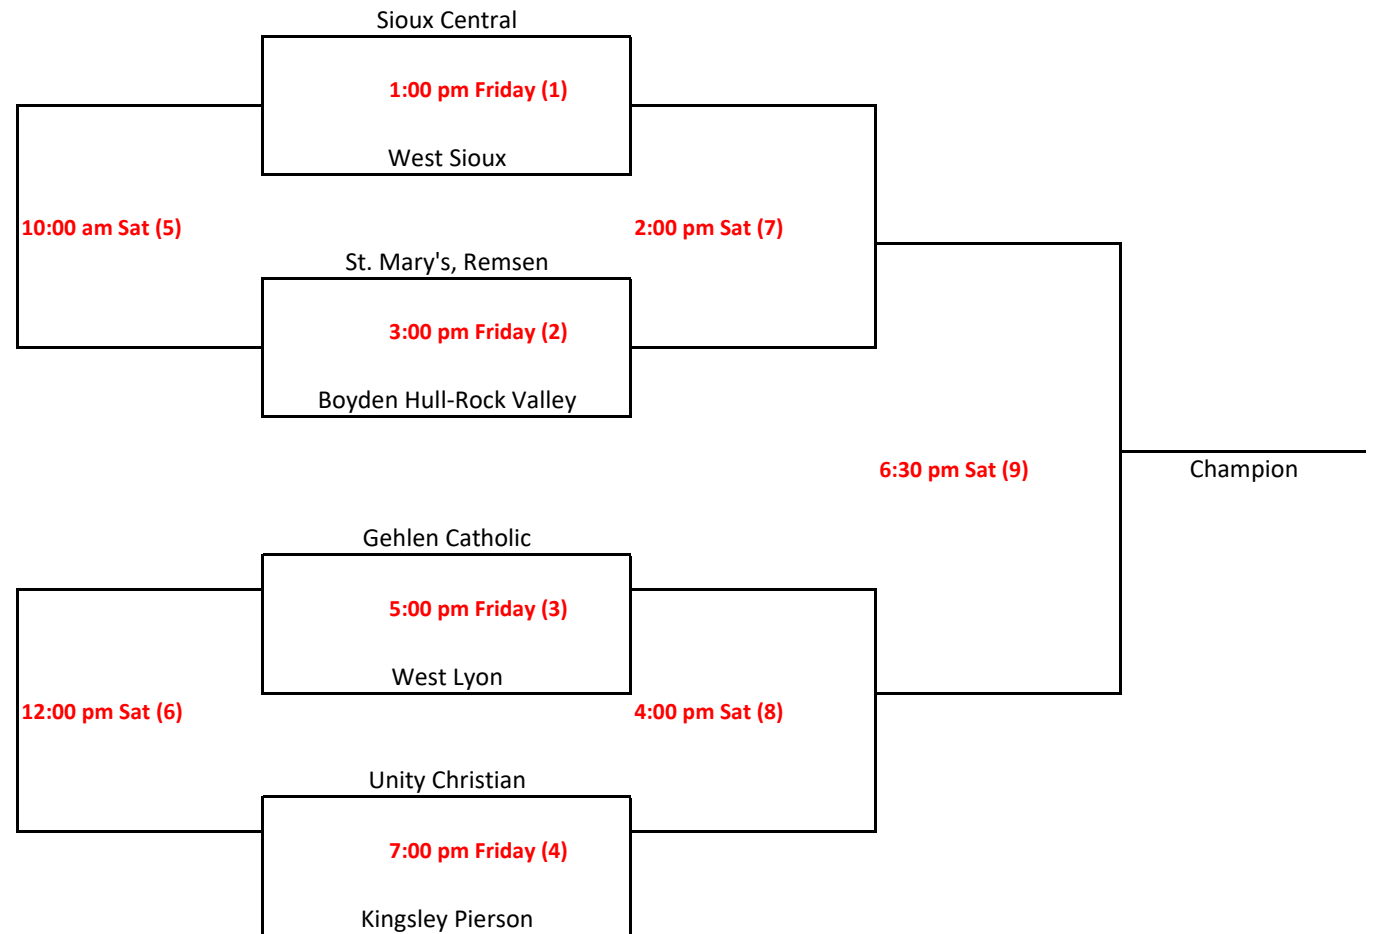 Sioux Central
1:00 pm Friday (1)
West Sioux
10:00 am Sat (5)
2:00 pm Sat (7)
St. Mary's, Remsen
3:00 pm Friday (2)
Boyden Hull-Rock Valley
6:30 pm Sat (9)
Champion
Gehlen Catholic
5:00 pm Friday (3)
West Lyon
12:00 pm Sat (6)
4:00 pm Sat (8)
Unity Christian
7:00 pm Friday (4)
Kingsley Pierson